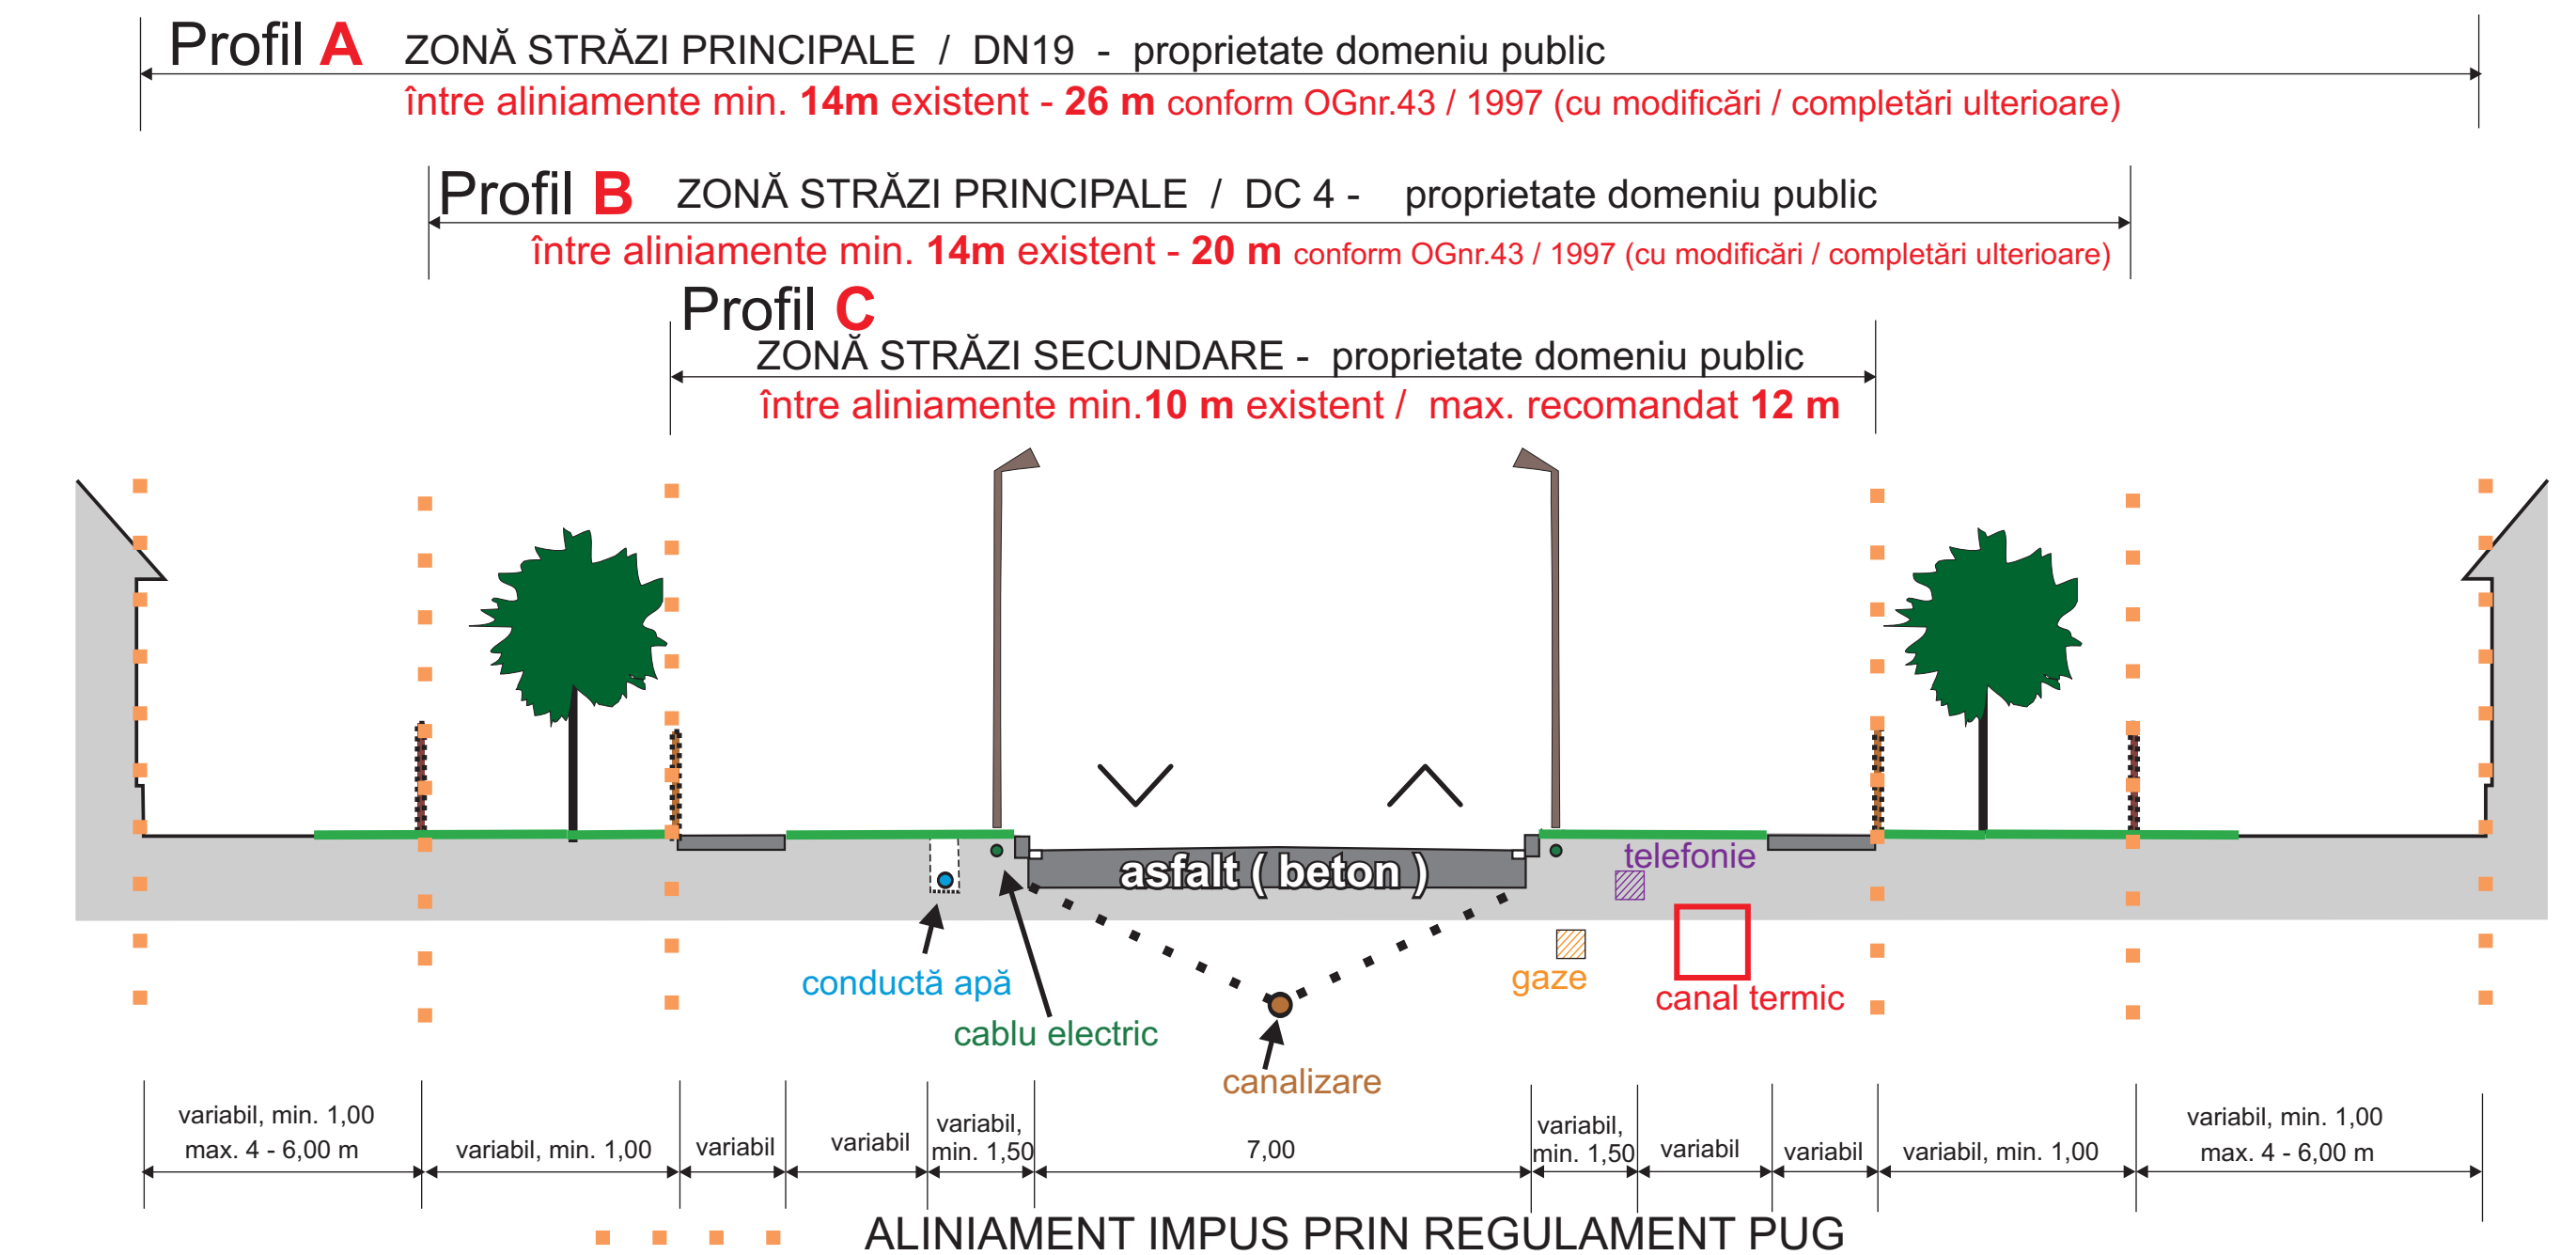 Profil A ZONĂ STRĂZI PRINCIPALE / DN19 - proprietate domeniu public
între aliniamente min. 14m existent - 26 m conform OGnr.43 / 1997 (cu modificări / completări ulterioare)
Profil B ZONĂ STRĂZI PRINCIPALE / DC 4 - proprietate domeniu public
între aliniamente min. 14m existent - 20 m conform OGnr.43 / 1997 (cu modificări / completări ulterioare)
Profil C
ZONĂ STRĂZI SECUNDARE - proprietate domeniu public
între aliniamente min.10 m existent / max. recomandat 12 m
asfalt ( beton )
telefonie
conductă apă
gaze
canal termic
cablu electric
canalizare
variabil, min. 1,00
max. 4 - 6,00 m
variabil, min. 1,00
variabil
variabil
variabil,
min. 1,50
7,00
variabil,
min. 1,50
variabil
variabil
variabil, min. 1,00
variabil, min. 1,00
max. 4 - 6,00 m
ALINIAMENT IMPUS PRIN REGULAMENT PUG